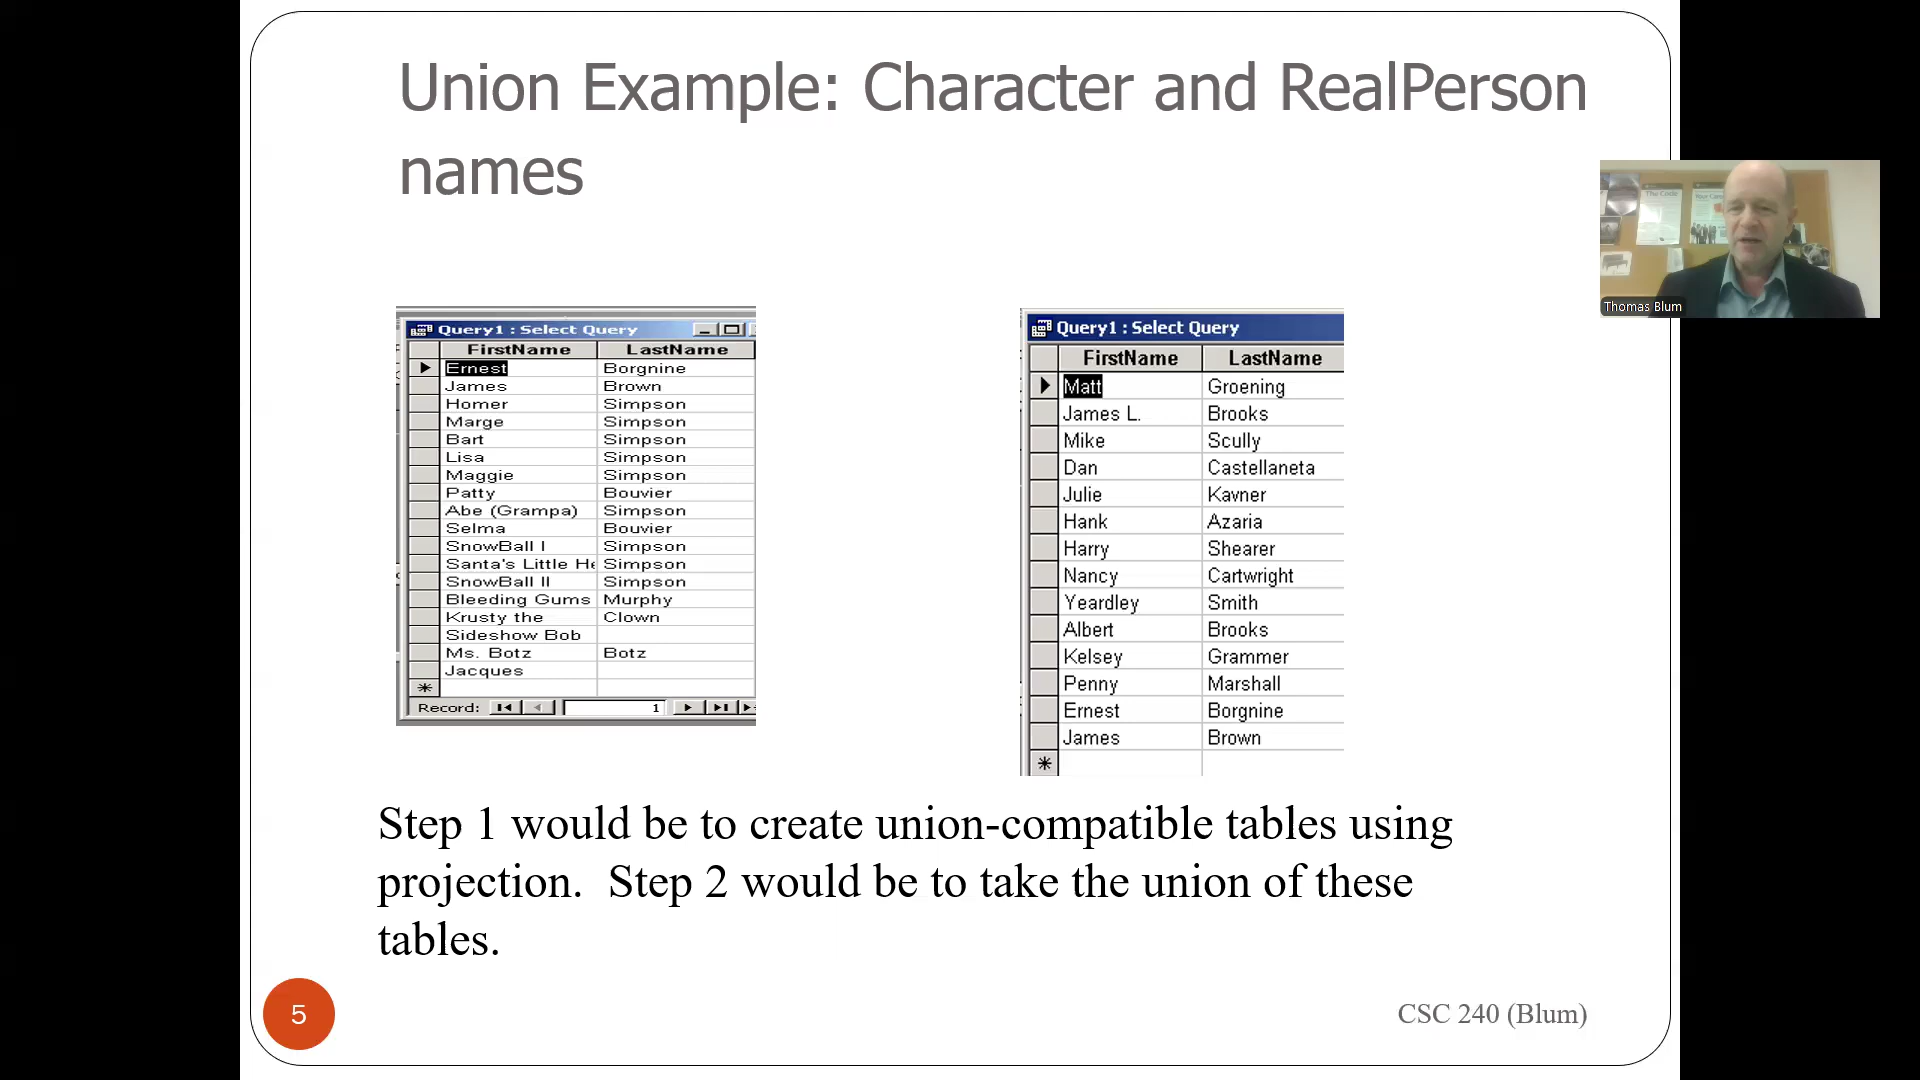 Union Example: Character and RealPerson
names
Query1 : Select Query
FirstName LastName
Ernest Borgnine
James Brown
Homer Simpson
Marge Simpson
Bart Simpson
Lisa Simpson
Maggie Simpson
Patty Bouvier
Abe (Grampa) Simpson
Selma Bouvier
SnowBall I Simpson
Santa's Little He Simpson
SnowBall II Simpson
Bleeding Gums Murphy
Krusty the Clown
Sideshow Bob
Ms. Botz Botz
Jacques
Record: 1
Query1 : Select Query
FirstName LastName
Matt Groening
James L. Brooks
Mike Scully
Dan Castellaneta
Julie Kavner
Hank Azaria
Harry Shearer
Nancy Cartwright
Yeardley Smith
Albert Brooks
Kelsey Grammer
Penny Marshall
Ernest Borgnine
James Brown
The Code
Thomas Blum
Step 1 would be to create union-compatible tables using
projection. Step 2 would be to take the union of these
tables.
5
CSC 240 (Blum)